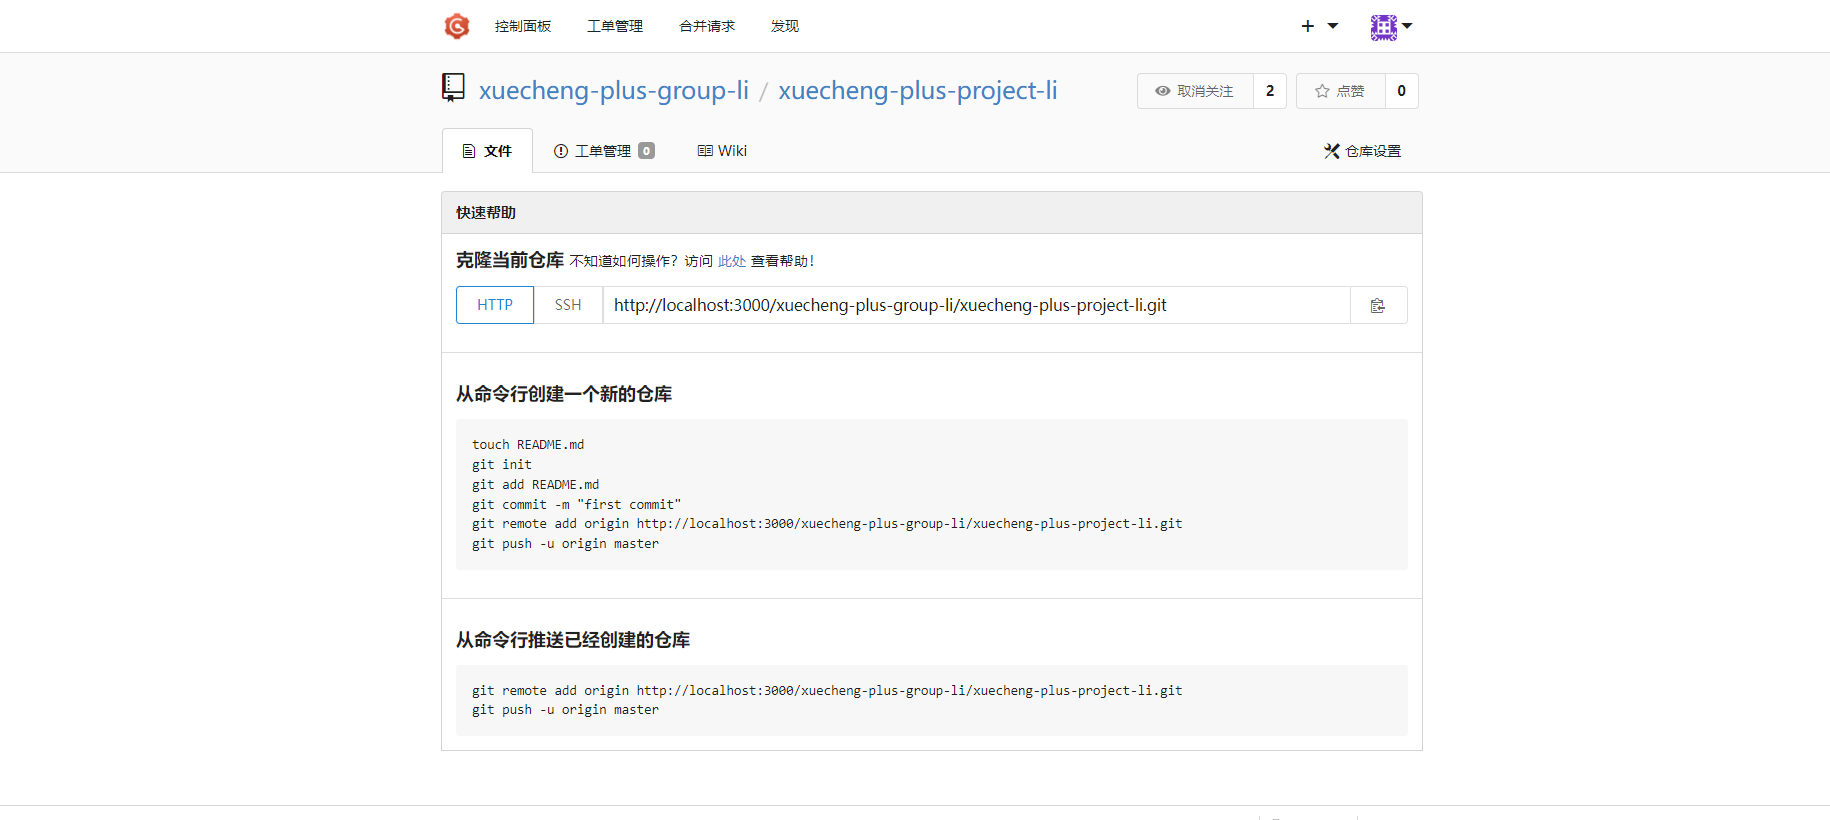 控制面板 工单管理 合并请求 发现
xuecheng-plus-group-li / xuecheng-plus-project-li 取消关注 2 点赞 0
文件 工单管理 0 Wiki 仓库设置
快速帮助
克隆当前仓库 不知道如何操作？访问 此处 查看帮助！
HTTP SSH http://localhost:3000/xuecheng-plus-group-li/xuecheng-plus-project-li.git
从命令行创建一个新的仓库
touch README.md
git init
git add README.md
git commit -m "first commit"
git remote add origin http://localhost:3000/xuecheng-plus-group-li/xuecheng-plus-project-li.git
git push -u origin master
从命令行推送已经创建的仓库
git remote add origin http://localhost:3000/xuecheng-plus-group-li/xuecheng-plus-project-li.git
git push -u origin master